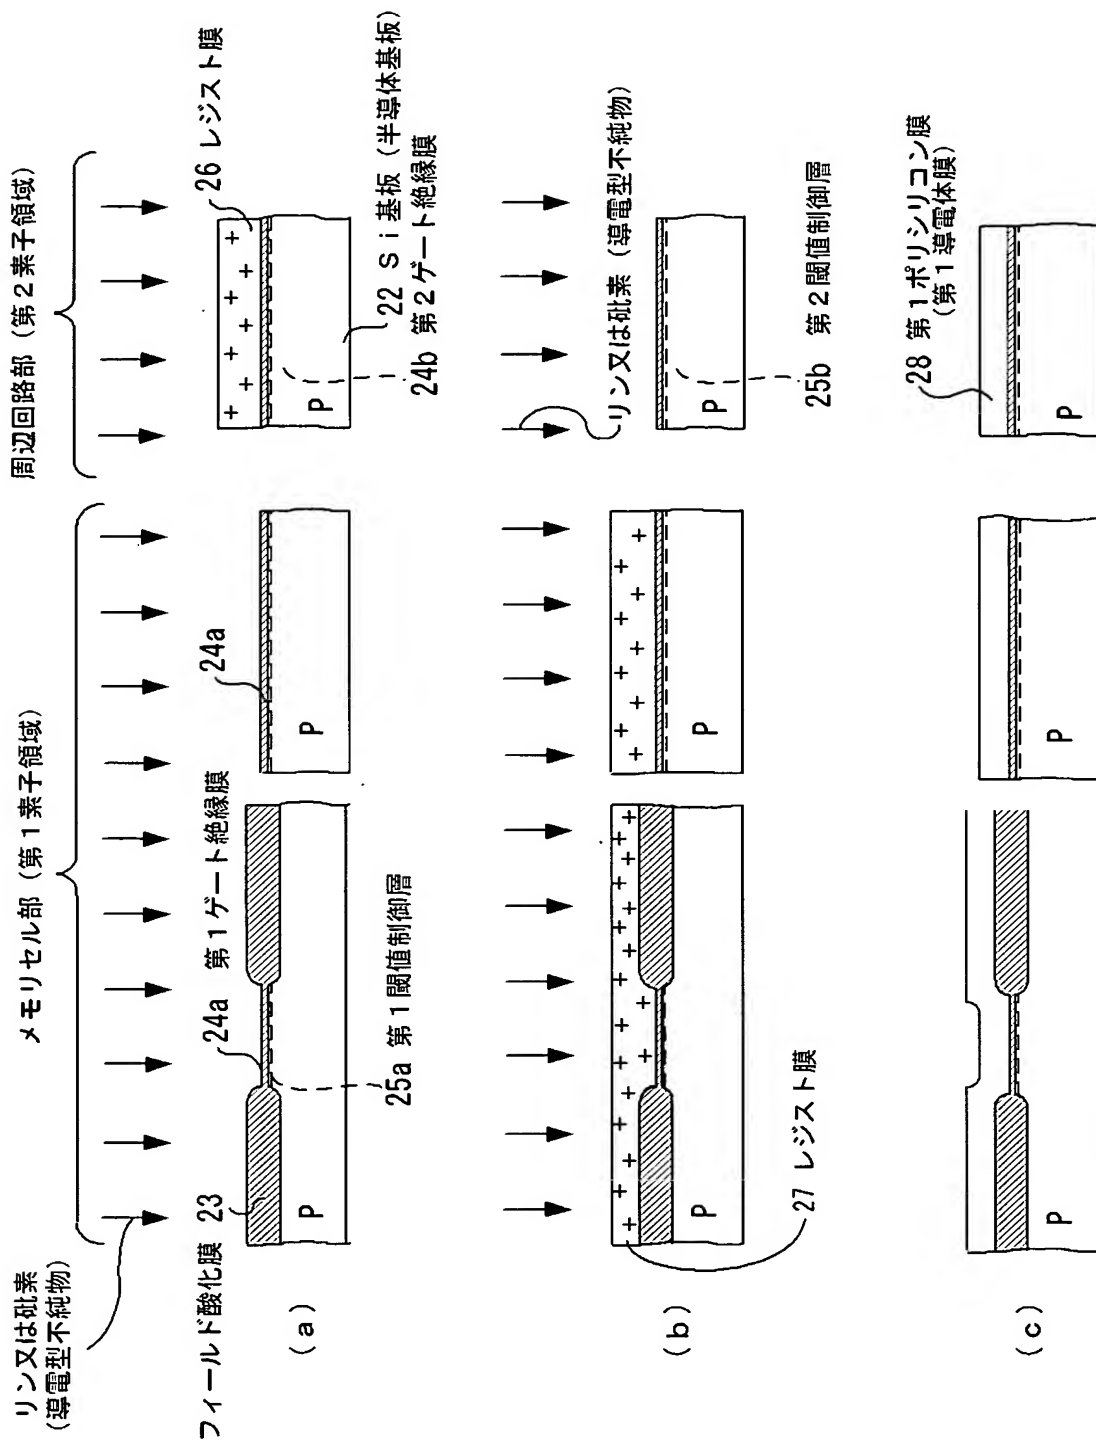 リン又は砒素
(導電型不純物)
メモリセル部 (第1素子領域)
周辺回路部 (第2素子領域)
(a)
フィールド酸化膜 23
24a 第1ゲート絶縁膜
24a
26 レジスト膜
P
P
P
25a 第1閾値制御層
22 Si基板 (半導体基板)
24b 第2ゲート絶縁膜
(b)
リン又は砒素 (導電型不純物)
P
P
P
27 レジスト膜
25b 第2閾値制御層
(c)
28 第1ポリシリコン膜
(第1導電体膜)
P
P
P